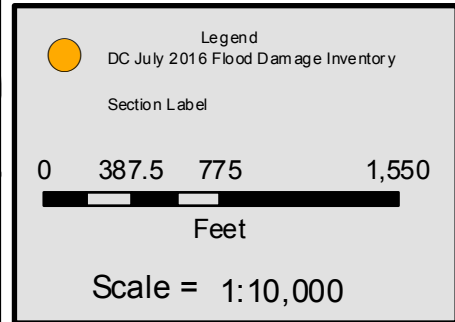 Legend
DC July 2016 Flood Damage Inventory
Section Label
0 387.5 775 1,550
Feet
Scale = 1:10,000